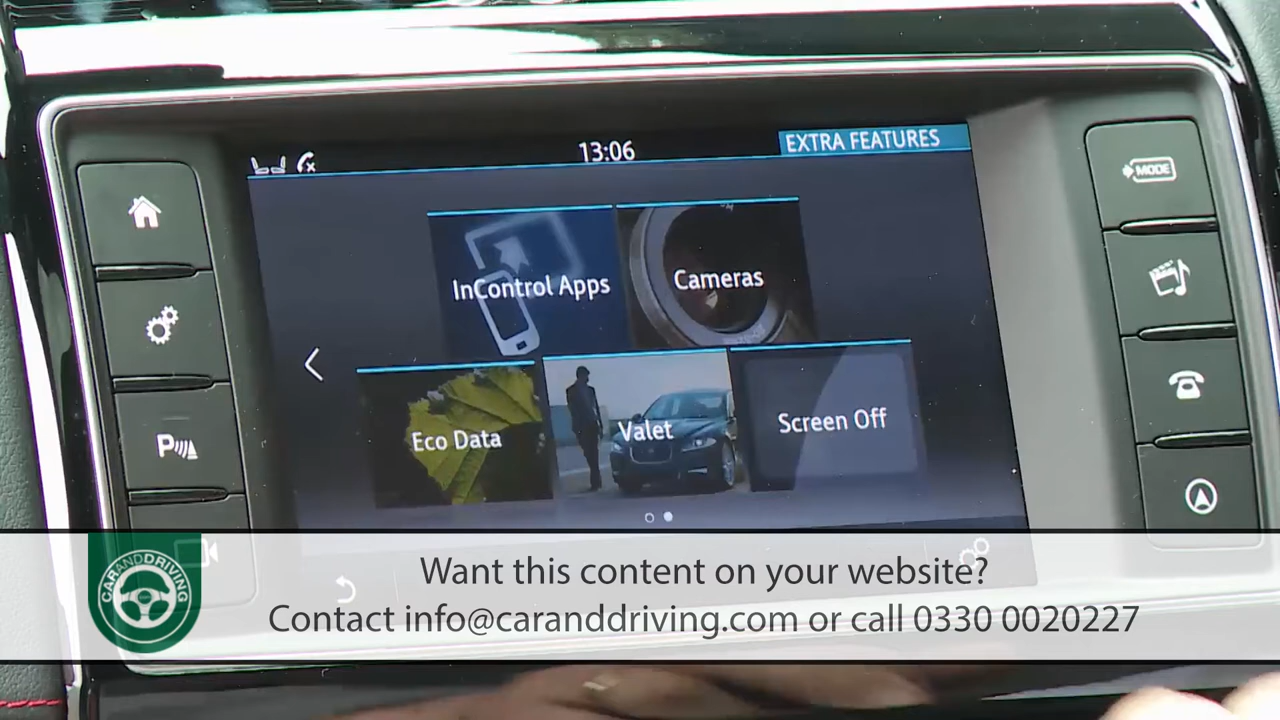 13:06
EXTRA FEATURES
MODE
InControl Apps
Cameras
Eco Data
Valet
Screen Off
P
CARANDDRIVING
Want this content on your website?
Contact info@caranddriving.com or call 0330 0020227